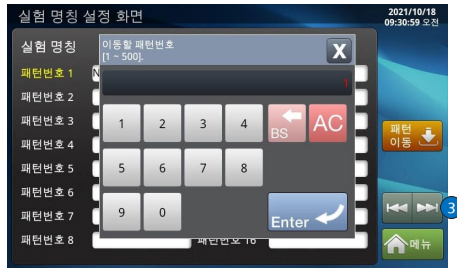 실험 명칭 설정 화면
2021/10/18
09:30:59 오전
실험 명칭
이동할 패턴번호
[1 ~ 500].
X
1
패턴번호 1
N
패턴번호 2
패턴번호 3
패턴번호 4
패턴번호 5
패턴번호 6
패턴번호 7
패턴번호 8
1 2 3 4 BS AC
5 6 7 8
9 0 Enter
패턴번호 16
패턴
이동
3
메뉴